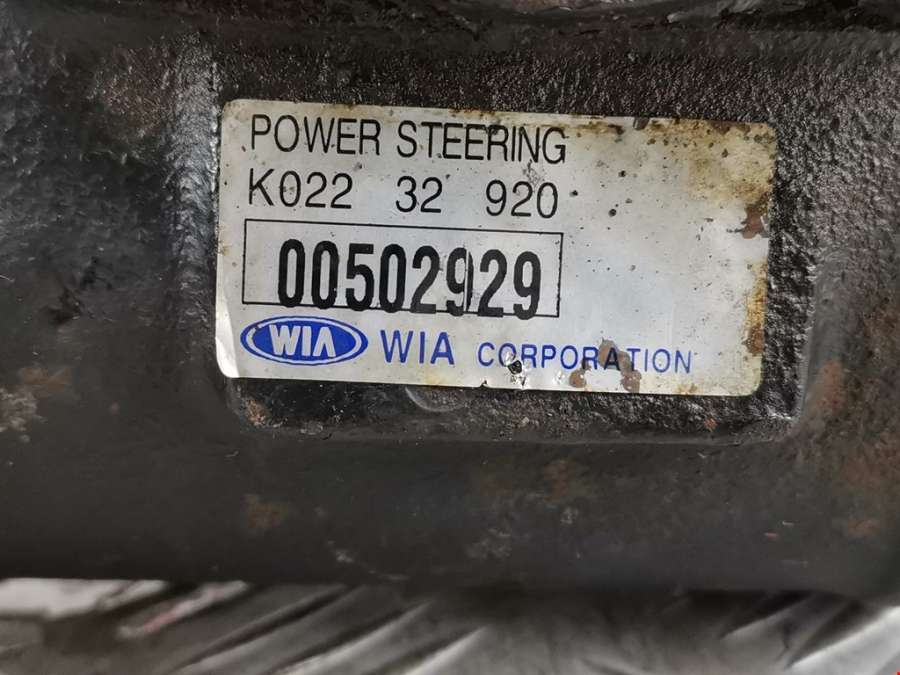 POWER STEERING
K022 32 920
00502929
WIA WIA CORPORATION